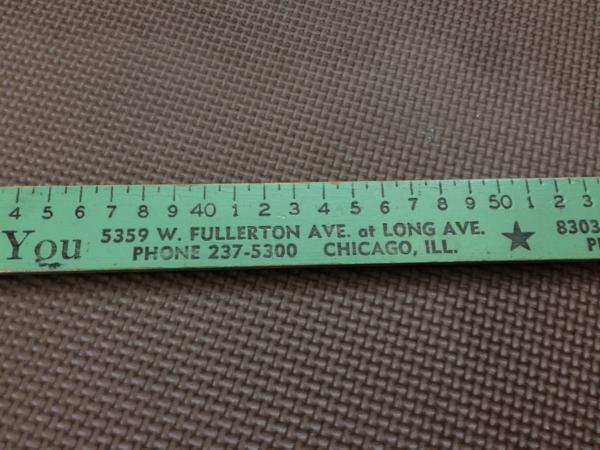 4 5 6 7 8 9 40 1 2 3 4 5 6 7 8 9 50 1 2 3
You 5359 W. FULLERTON AVE. at LONG AVE. ★ 8303
PHONE 237-5300 CHICAGO, ILL.